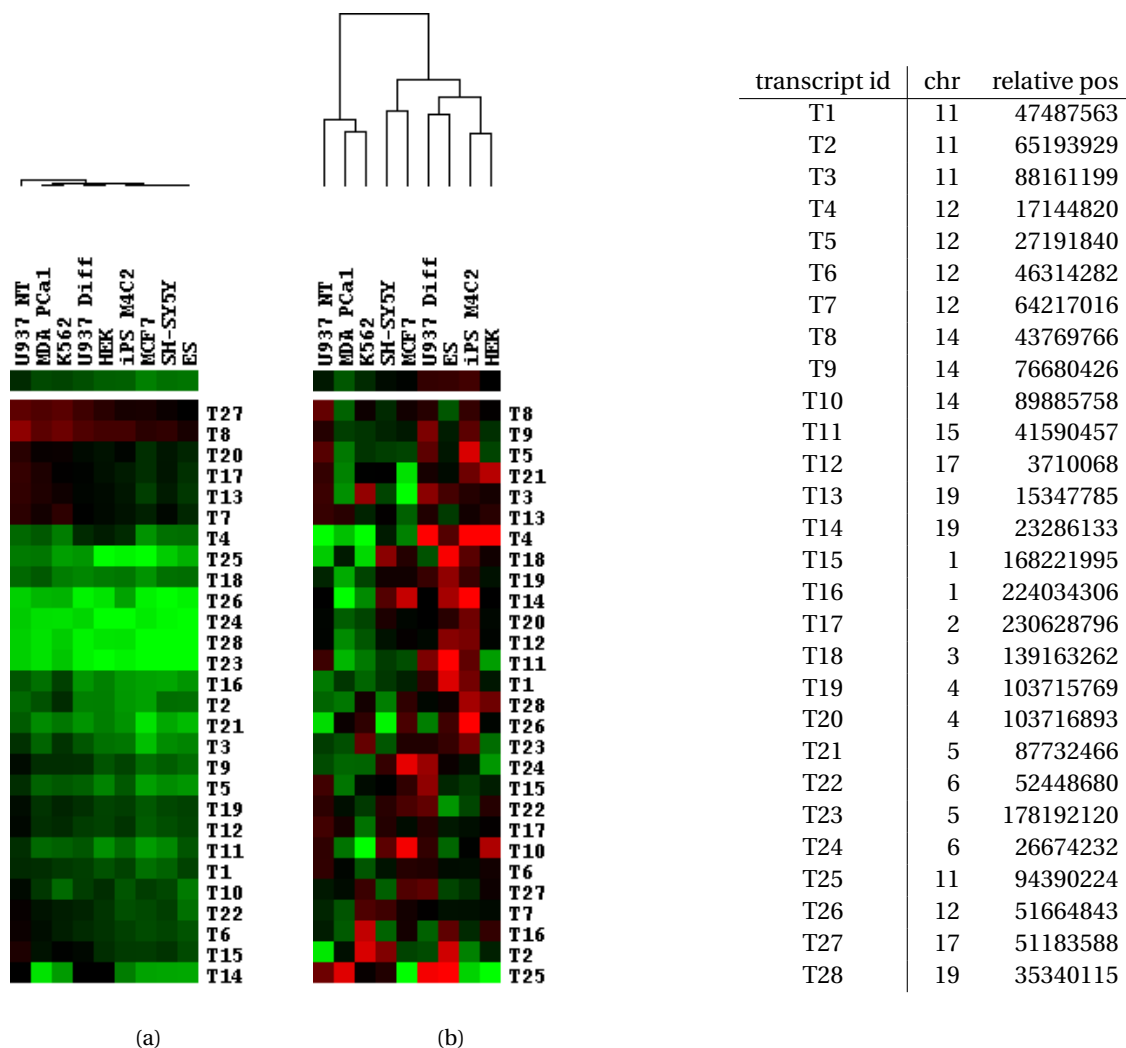 U937 NT
MDA PCa1
K562
U937 Diff
HEK
iPS M4C2
MCF7
SH-SY5Y
ES
T27
T8
T20
T17
T13
T7
T4
T25
T18
T26
T24
T28
T23
T16
T2
T21
T3
T9
T5
T19
T12
T11
T1
T10
T22
T6
T15
T14
(a)
U937 NT
MDA PCa1
K562
SH-SY5Y
MCF7
U937 Diff
ES
iPS M4C2
HEK
T8
T9
T5
T21
T3
T13
T4
T18
T19
T14
T20
T12
T11
T1
T28
T26
T23
T24
T15
T22
T17
T10
T6
T27
T7
T16
T2
T25
(b)
transcript id chr relative pos
T1 11 47487563
T2 11 65193929
T3 11 88161199
T4 12 17144820
T5 12 27191840
T6 12 46314282
T7 12 64217016
T8 14 43769766
T9 14 76680426
T10 14 89885758
T11 15 41590457
T12 17 3710068
T13 19 15347785
T14 19 23286133
T15 1 168221995
T16 1 224034306
T17 2 230628796
T18 3 139163262
T19 4 103715769
T20 4 103716893
T21 5 87732466
T22 6 52448680
T23 5 178192120
T24 6 26674232
T25 11 94390224
T26 12 51664843
T27 17 51183588
T28 19 35340115